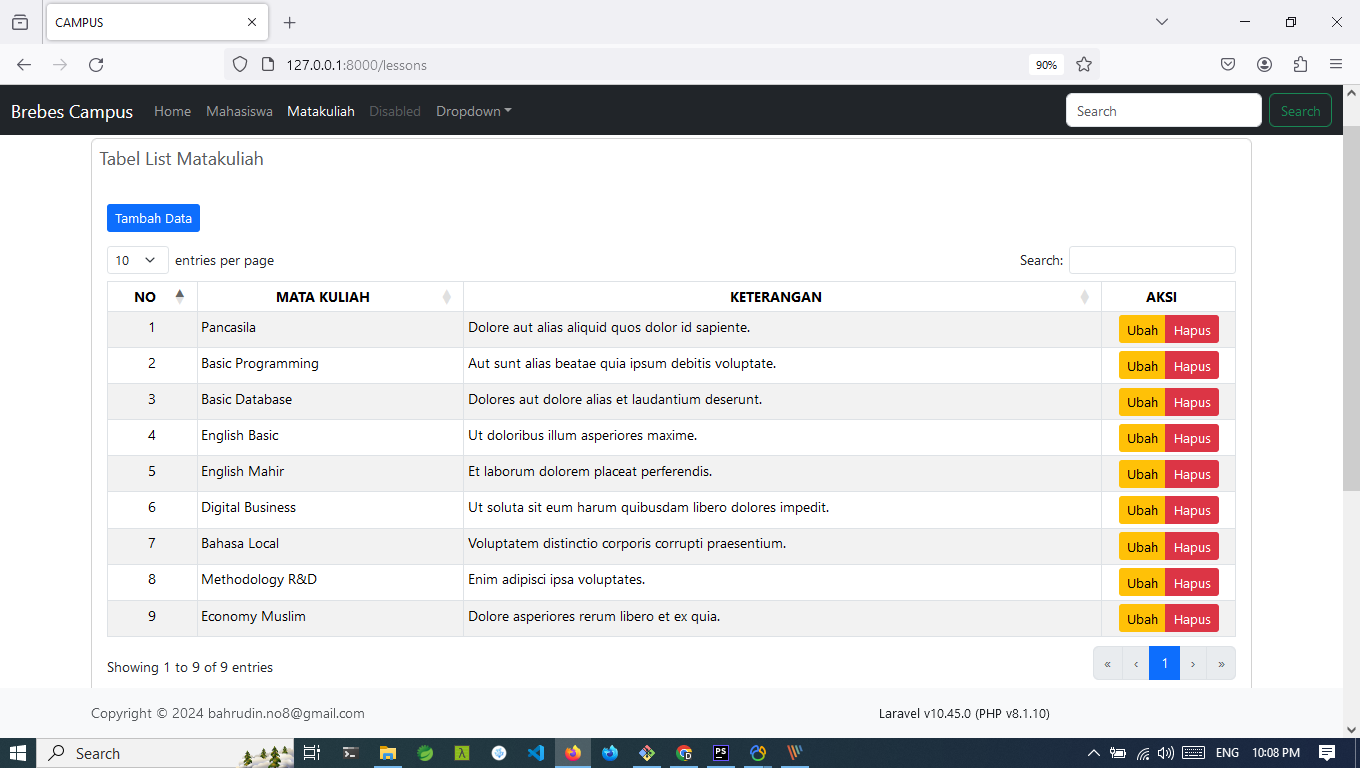 CAMPUS
127.0.0.1:8000/lessons
90%
Brebes Campus Home Mahasiswa Matakuliah Disabled Dropdown Search Search
Tabel List Matakuliah
Tambah Data
10 entries per page Search:
NO MATA KULIAH KETERANGAN AKSI
1 Pancasila Dolore aut alias aliquid quos dolor id sapiente. Ubah Hapus
2 Basic Programming Aut sunt alias beatae quia ipsum debitis voluptate. Ubah Hapus
3 Basic Database Dolores aut dolore alias et laudantium deserunt. Ubah Hapus
4 English Basic Ut doloribus illum asperiores maxime. Ubah Hapus
5 English Mahir Et laborum dolorem placeat perferendis. Ubah Hapus
6 Digital Business Ut soluta sit eum harum quibusdam libero dolores impedit. Ubah Hapus
7 Bahasa Local Voluptatem distinctio corporis corrupti praesentium. Ubah Hapus
8 Methodology R&D Enim adipisci ipsa voluptates. Ubah Hapus
9 Economy Muslim Dolore asperiores rerum libero et ex quia. Ubah Hapus
Showing 1 to 9 of 9 entries « ‹ 1 › »
Copyright © 2024 bahrudin.no8@gmail.com Laravel v10.45.0 (PHP v8.1.10)
Search PS ENG 10:08 PM